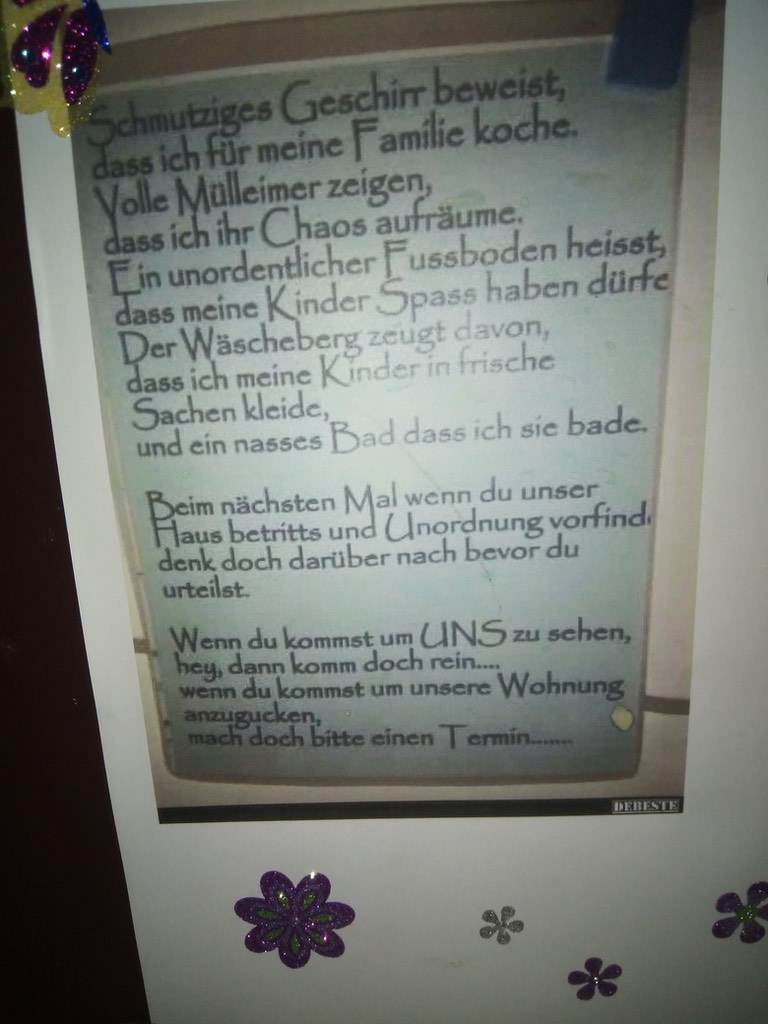 Schmutziges Geschirr beweist,
dass ich für meine Familie koche.
Volle Mülleimer zeigen,
dass ich ihr Chaos aufräume.
Ein unordentlicher Fussboden heisst,
Dass meine Kinder Spass haben dürfe
Der Wäscheberg zeugt davon,
dass ich meine Kinder in frische
Sachen kleide,
und ein nasses Bad dass ich sie bade.
Beim nächsten Mal wenn du unser
Haus betritts und Unordnung vorfind
denk doch darüber nach bevor du
urteilst.
Wenn du kommst um UNS zu sehen,
hey, dann komm doch rein....
wenn du kommst um unsere Wohnung
anzugucken,
mach doch bitte einen Termin........
DEBESTE